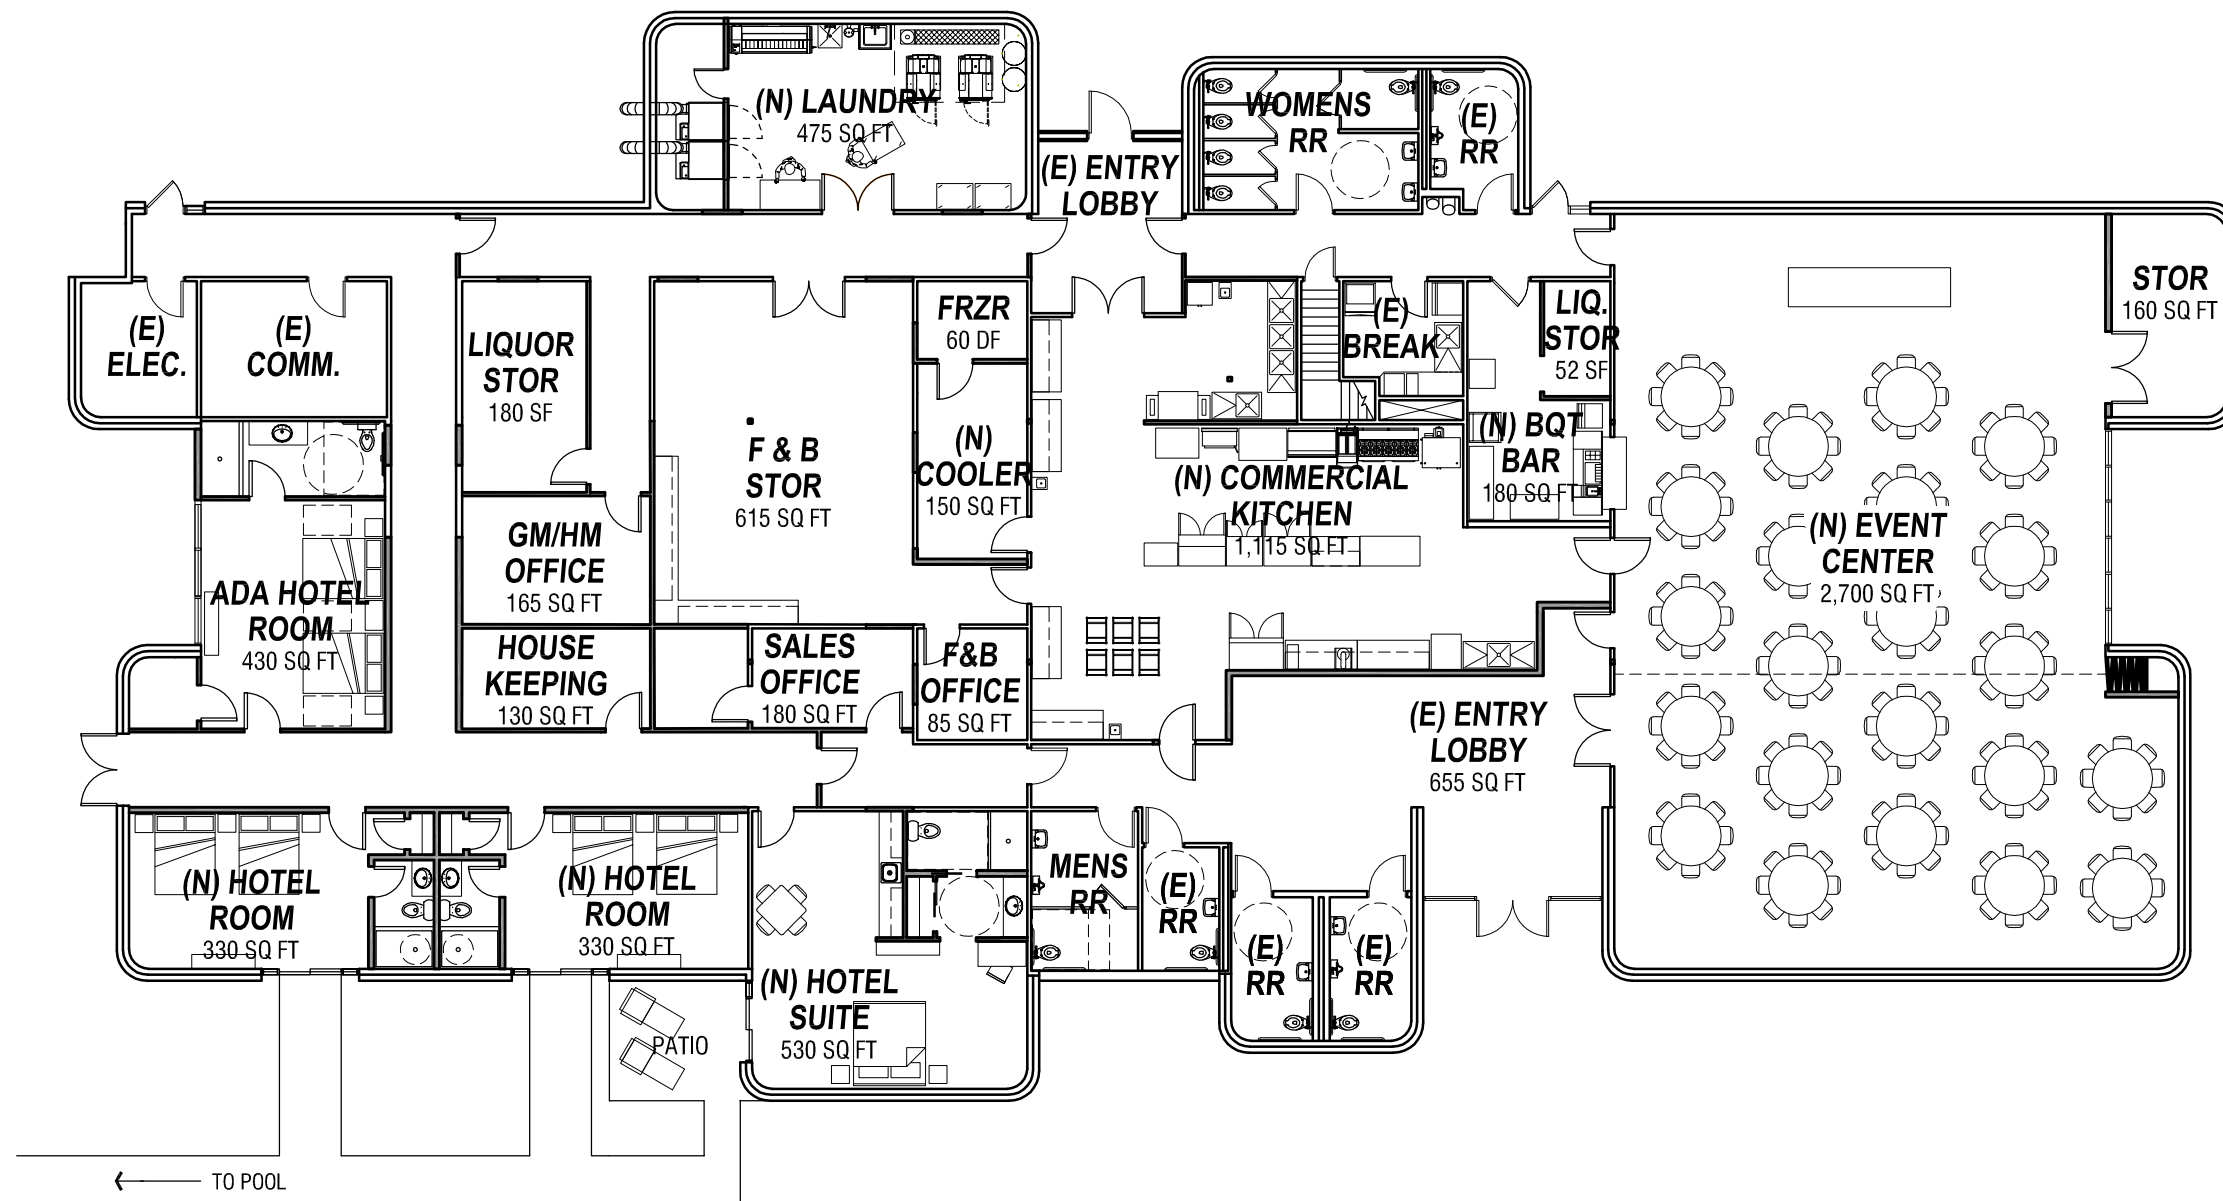 (N) LAUNDRY
475 SQ FT
WOMENS
RR
(E)
RR
(E) ENTRY
LOBBY
(E)
ELEC.
(E)
COMM.
LIQUOR
STOR
180 SF
FRZR
60 DF
(E)
BREAK
LIQ.
STOR
52 SF
STOR
160 SQ FT
F & B
STOR
615 SQ FT
(N)
COOLER
150 SQ FT
(N) COMMERCIAL
KITCHEN
1,115 SQ FT
(N) BQT
BAR
180 SQ FT
(N) EVENT
CENTER
2,700 SQ FT
GM/HM
OFFICE
165 SQ FT
ADA HOTEL
ROOM
430 SQ FT
HOUSE
KEEPING
130 SQ FT
SALES
OFFICE
180 SQ FT
F&B
OFFICE
85 SQ FT
(E) ENTRY
LOBBY
655 SQ FT
(N) HOTEL
ROOM
330 SQ FT
(N) HOTEL
ROOM
330 SQ FT
MENS
RR
(E)
RR
(E)
RR
(E)
RR
(N) HOTEL
SUITE
530 SQ FT
PATIO
TO POOL